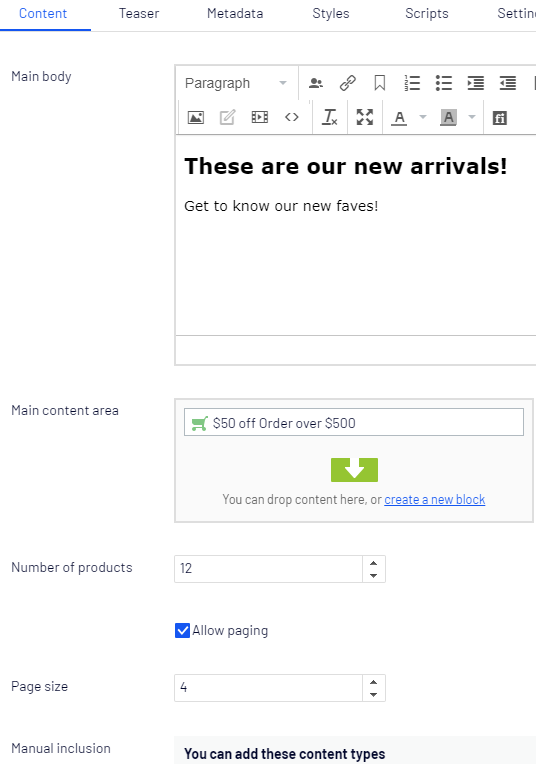 Content Teaser Metadata Styles Scripts
Main body
Paragraph
These are our new arrivals!
Get to know our new faves!
Main content area
$50 off Order over $500
You can drop content here, or create a new block
Number of products 12
Allow paging
Page size 4
Manual inclusion
You can add these content types